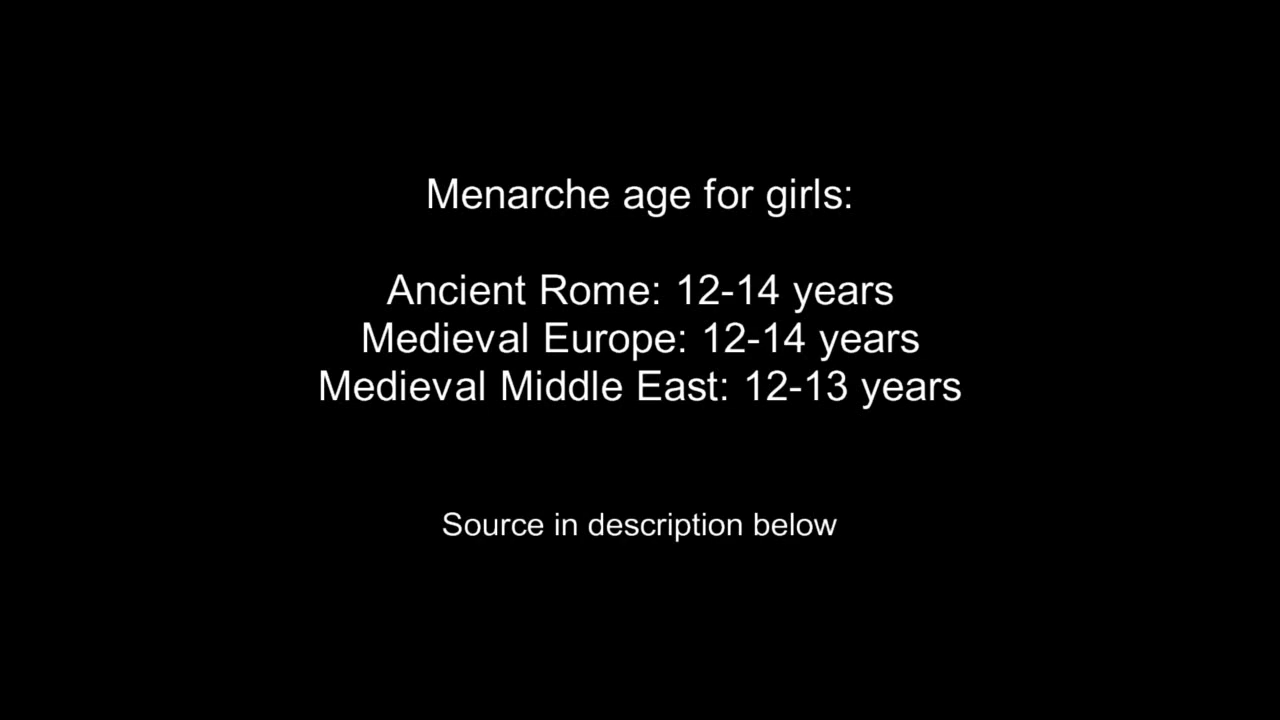 Menarche age for girls:
Ancient Rome: 12-14 years
Medieval Europe: 12-14 years
Medieval Middle East: 12-13 years
Source in description below